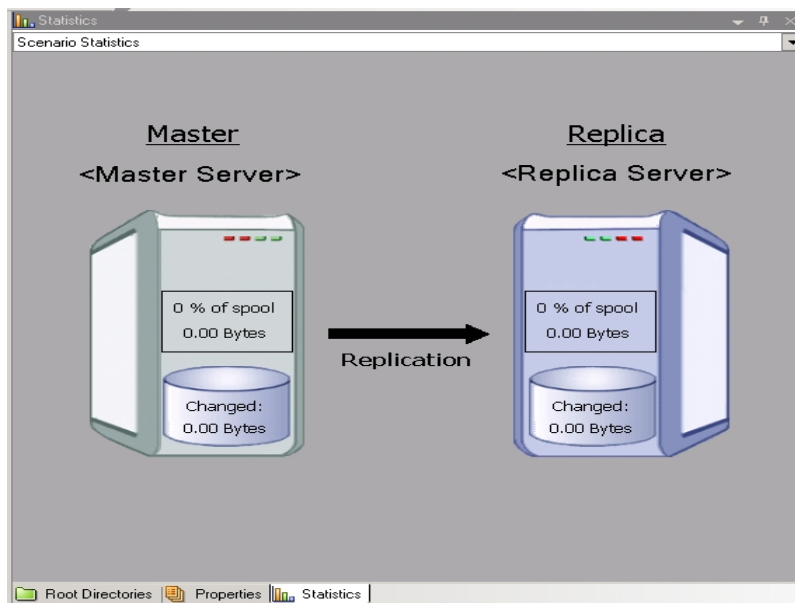 Statistics
Scenario Statistics
Master
Replica
<Master Server>
<Replica Server>
0 % of spool
0.00 Bytes
0 % of spool
0.00 Bytes
Replication
Changed:
0.00 Bytes
Changed:
0.00 Bytes
Root Directories
Properties
Statistics